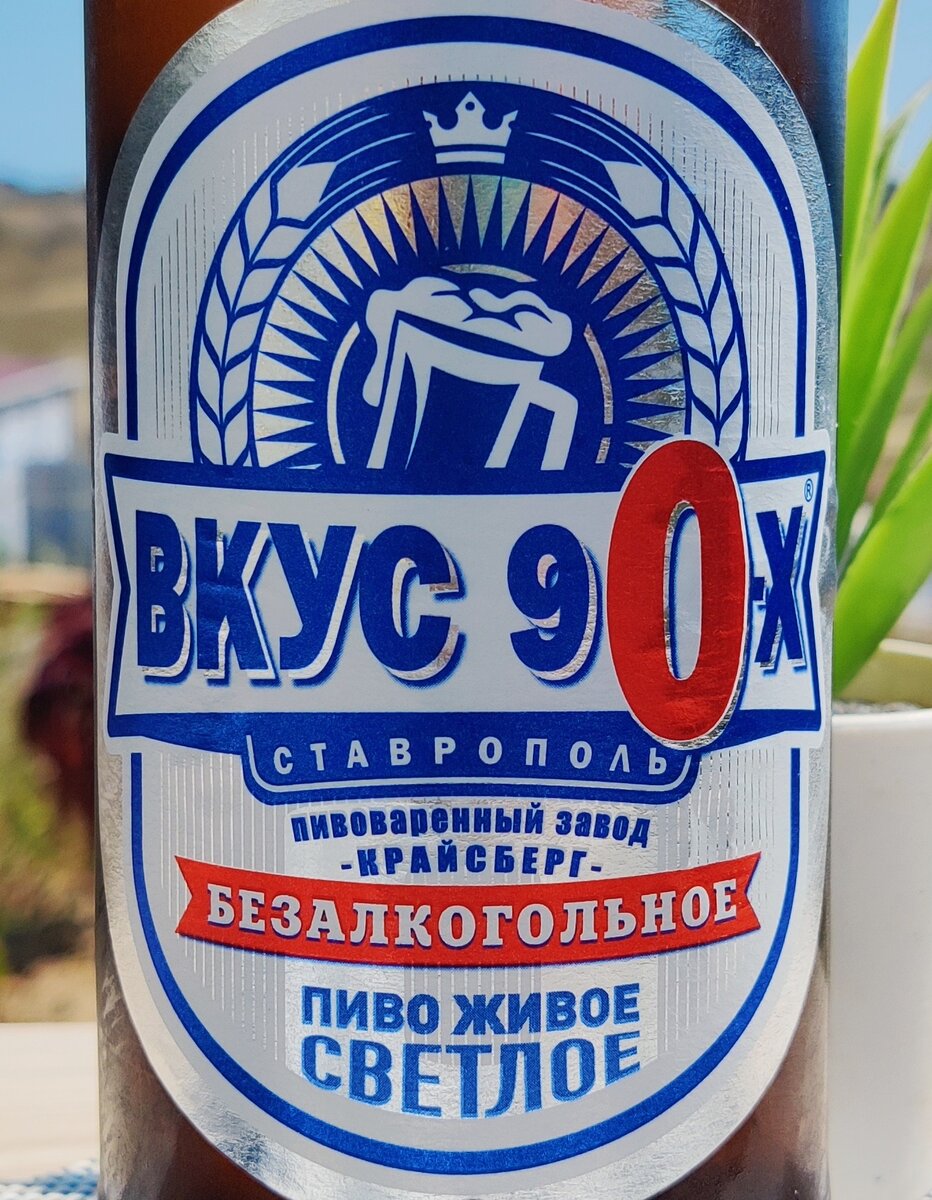 ВКУС 90-Х®
СТАВРОПОЛЬ
ПИВОВАРЕННЫЙ ЗАВОД
-КРАЙСБЕРГ-
БЕЗАЛКОГОЛЬНОЕ
ПИВО ЖИВОЕ
СВЕТЛОЕ